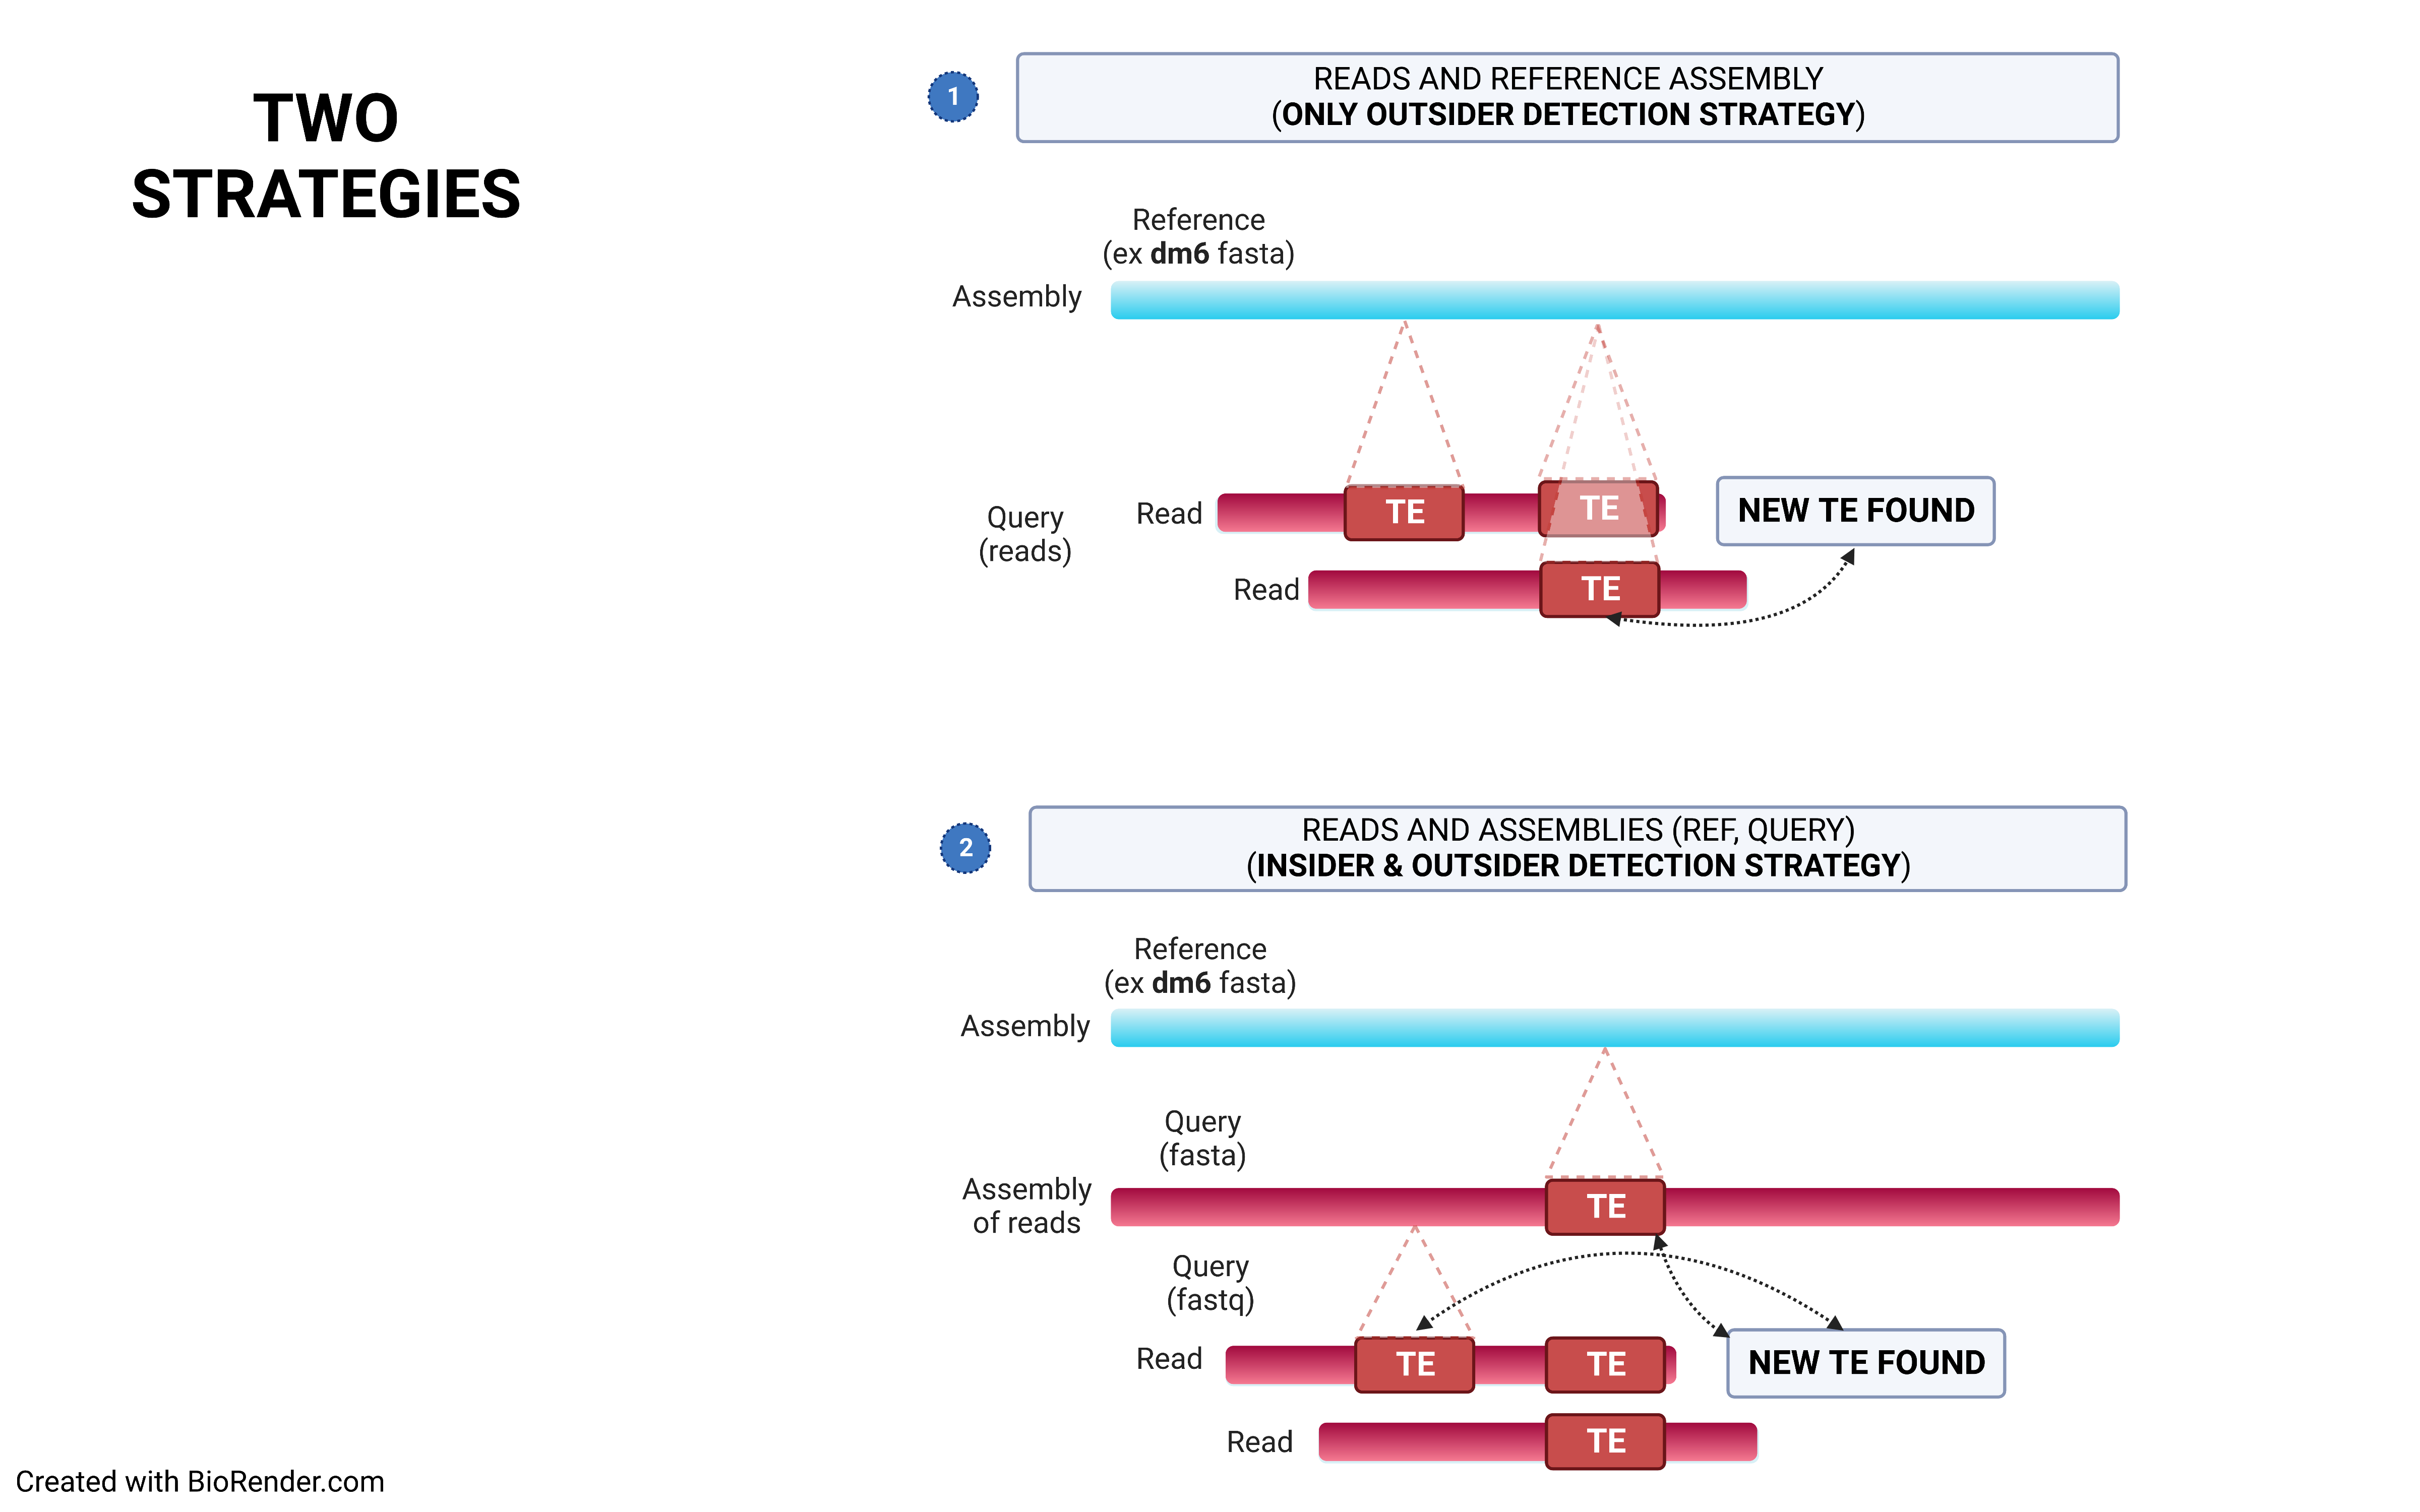 TWO
STRATEGIES
1
READS AND REFERENCE ASSEMBLY
(ONLY OUTSIDER DETECTION STRATEGY)
Reference
(ex dm6 fasta)
Assembly
Query
(reads)
Read
TE
TE
NEW TE FOUND
Read
TE
2
READS AND ASSEMBLIES (REF, QUERY)
(INSIDER & OUTSIDER DETECTION STRATEGY)
Reference
(ex dm6 fasta)
Assembly
Query
(fasta)
Assembly
of reads
TE
Query
(fastq)
Read
TE
TE
NEW TE FOUND
Read
TE
Created with BioRender.com